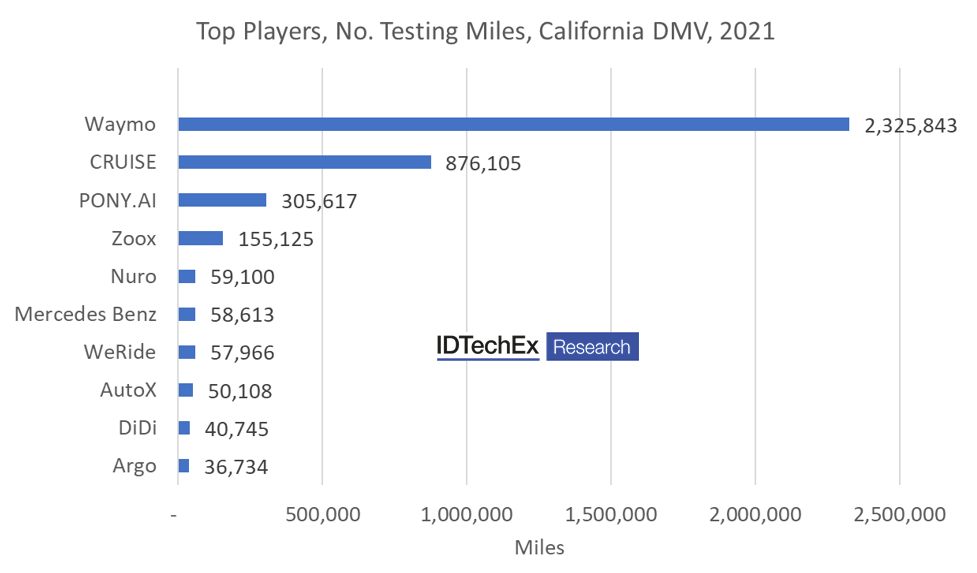 Top Players, No. Testing Miles, California DMV, 2021
Waymo 2,325,843
CRUISE 876,105
PONY.AI 305,617
Zoox 155,125
Nuro 59,100
Mercedes Benz 58,613
WeRide 57,966
IDTechEx Research
AutoX 50,108
DiDi 40,745
Argo 36,734
- 500,000 1,000,000 1,500,000 2,000,000 2,500,000
Miles